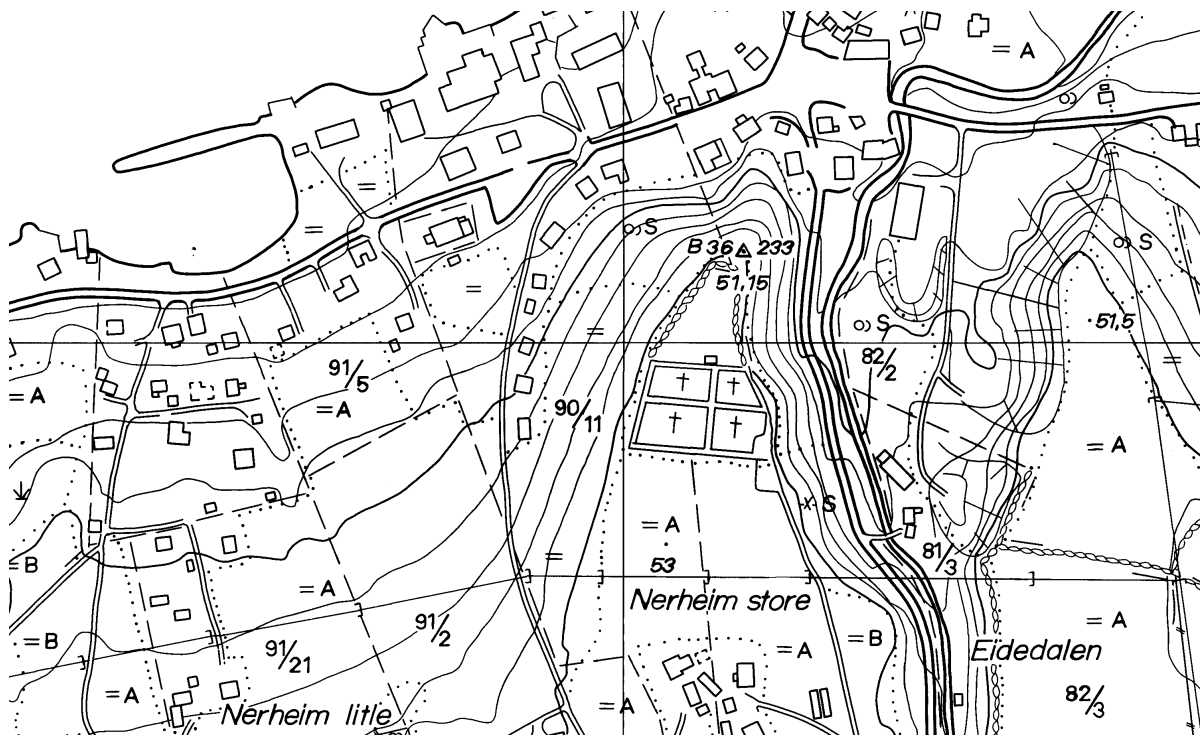 = A
=
=
S
S
B 36 233
51,15
=
51,5
S
=
82/2
=
91/5
= A
= A
90/11
= A
= A
S
53
=
= B
81/3
= A
Nerheim store
= A
91/2
= B
= B
= A
Eidedalen
91/21
= A
82/3
= A
Nerheim litle